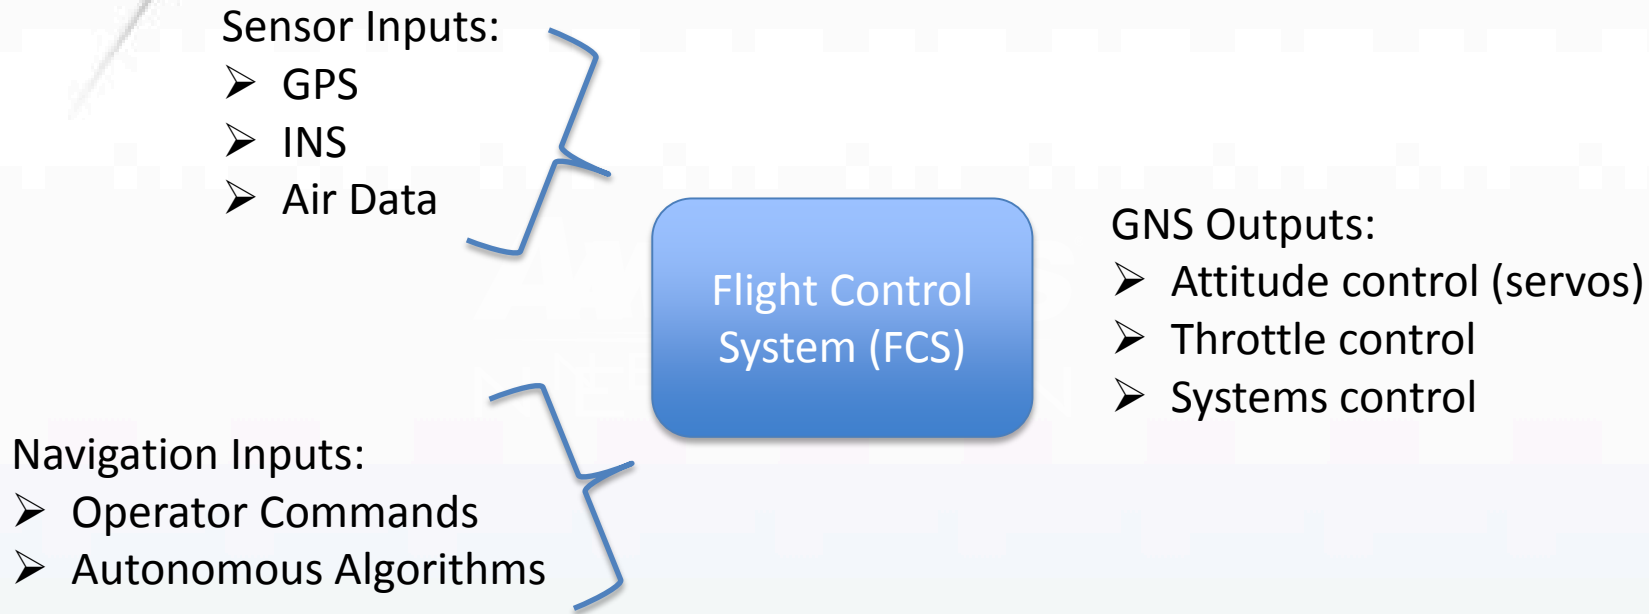 Sensor Inputs:
➢ GPS
➢ INS
➢ Air Data
Flight Control
System (FCS)
GNS Outputs:
➢ Attitude control (servos)
➢ Throttle control
➢ Systems control
Navigation Inputs:
➢ Operator Commands
➢ Autonomous Algorithms